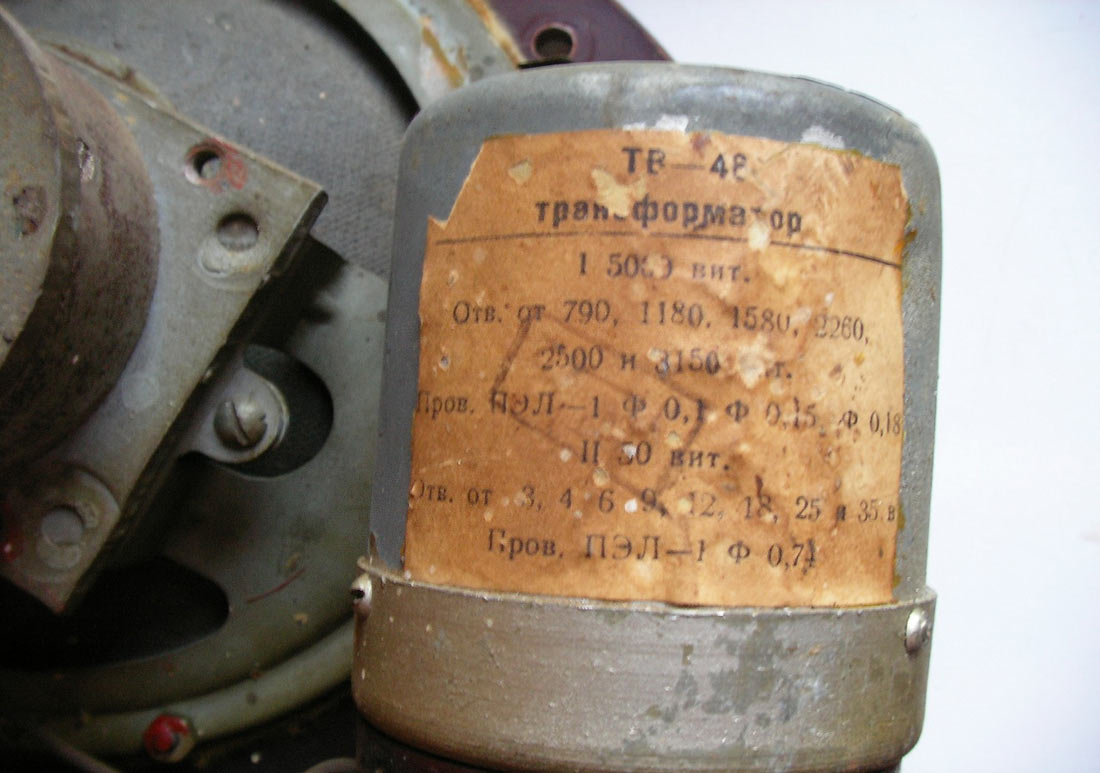 ТВ—48
трансформатор
I 5000 вит.
Отв. от 790, 1180, 1580, 2260,
2500 и 3150 вит.
Пров. ПЭЛ—1 Ф 0,1 Ф 0,15, Ф 0,18
II 50 вит.
Отв. от 3, 4, 6 9, 12, 18, 25 и 35 в
Пров. ПЭЛ—1 Ф 0,71